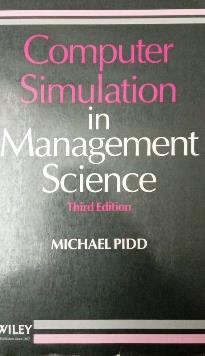 Computer
Simulation
in
Management
Science
Third Edition
MICHAEL PIDD
WILEY